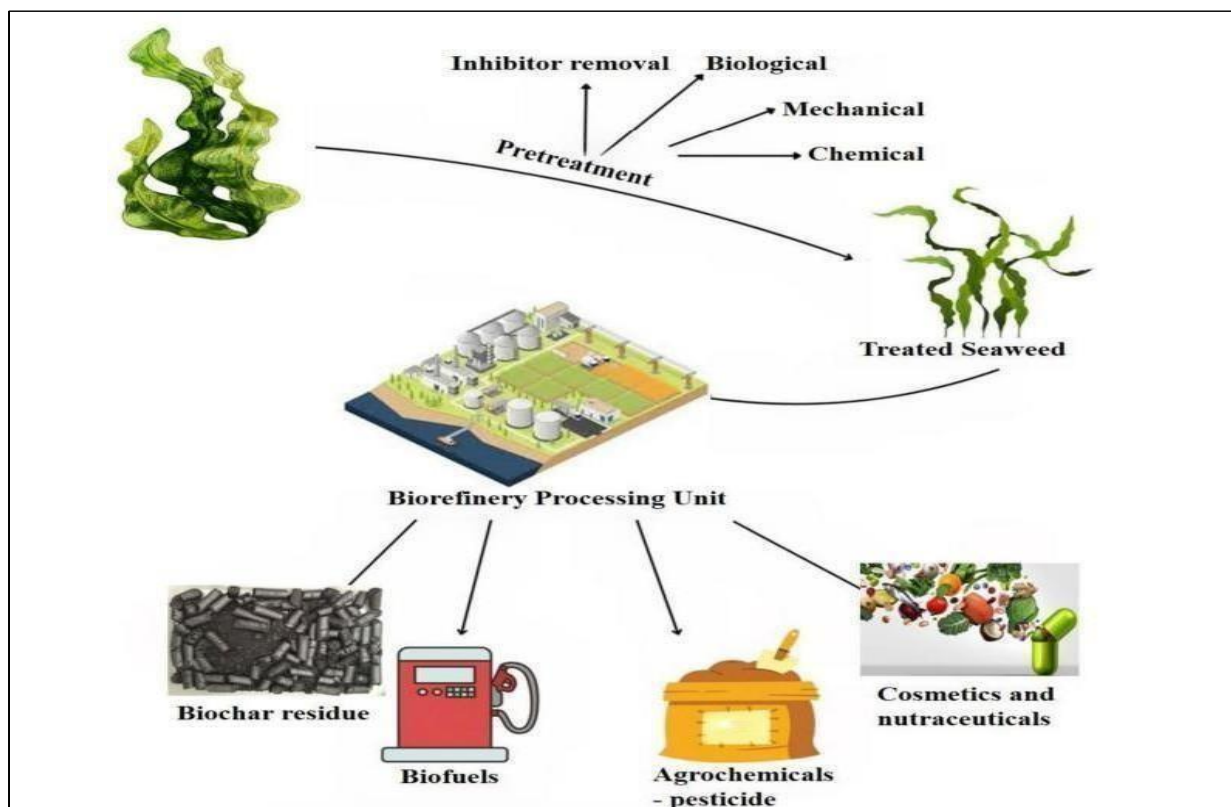 Inhibitor removal
Biological
Mechanical
Chemical
Pretreatment
Treated Seaweed
Biorefinery Processing Unit
Biochar residue
Biofuels
Agrochemicals
- pesticide
Cosmetics and
nutraceuticals